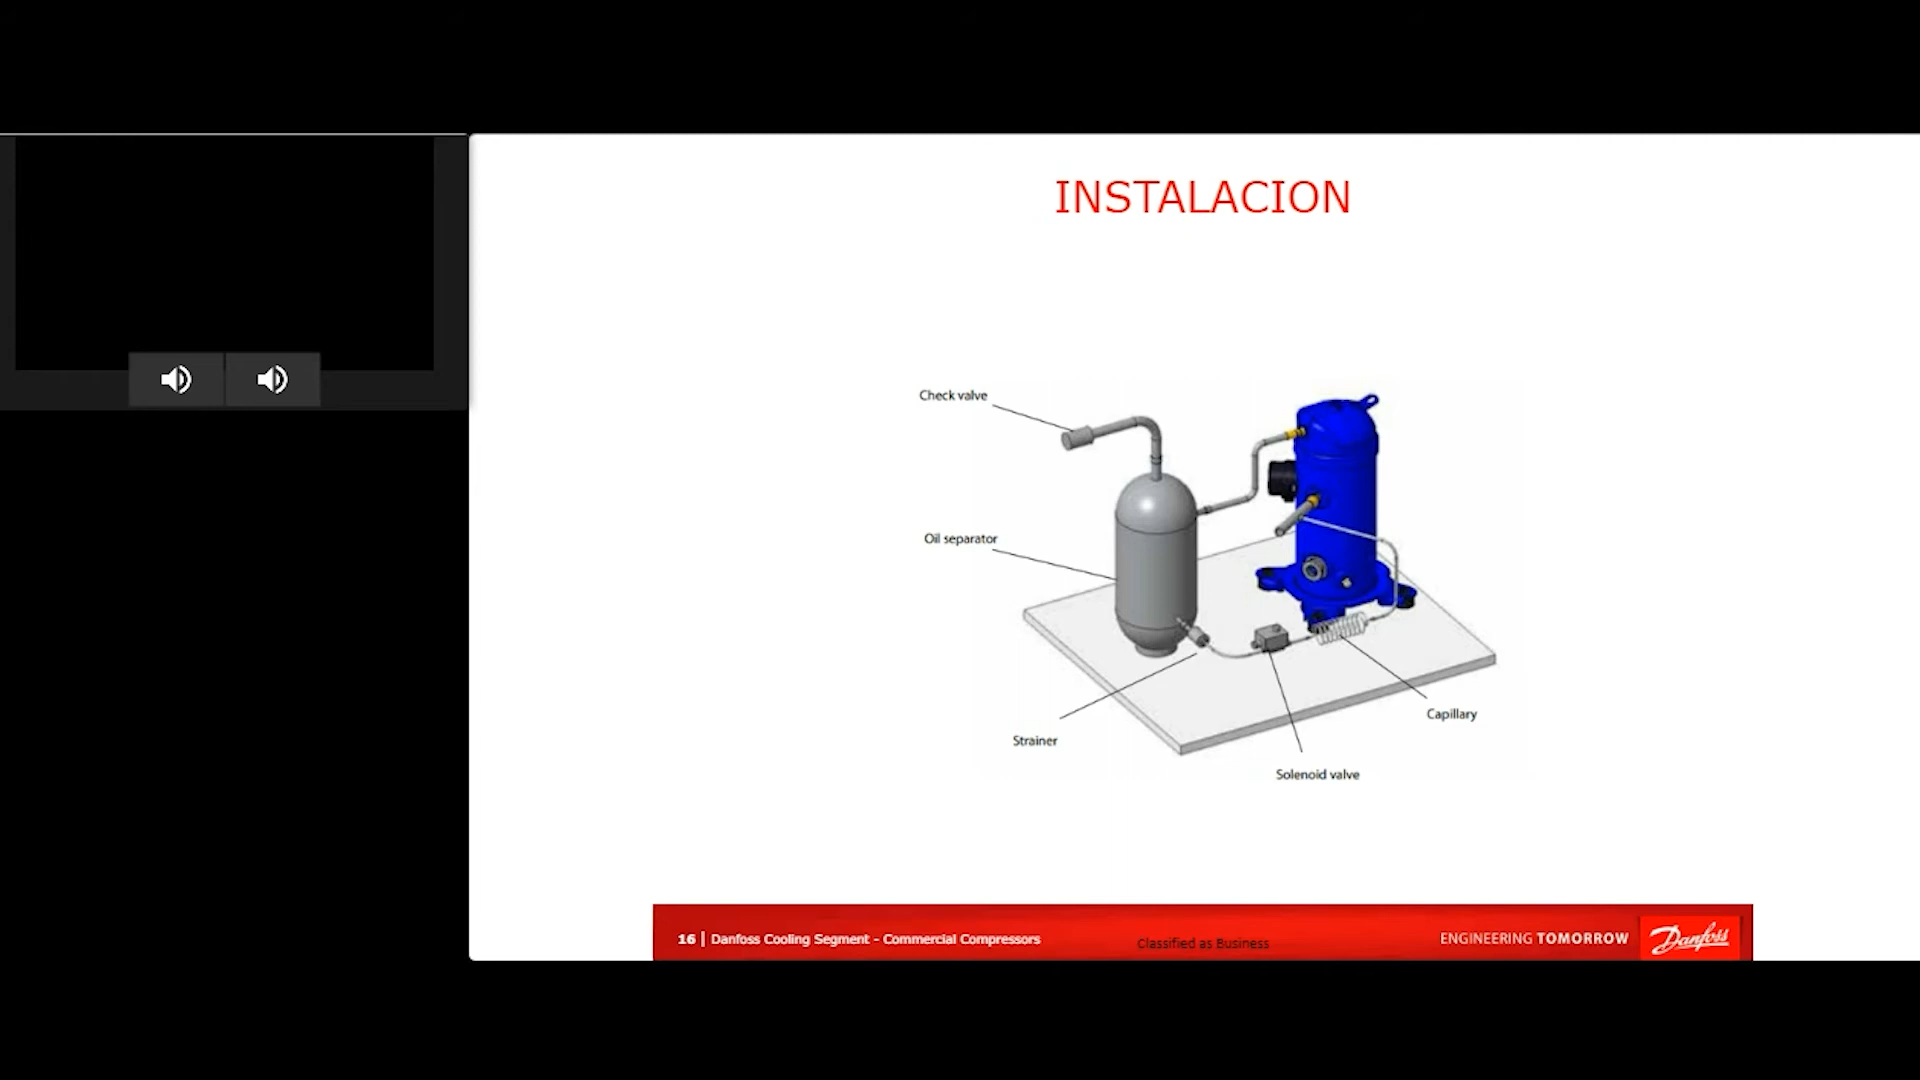 INSTALACION
Check valve
Oil separator
Strainer
Solenoid valve
Capillary
16 | Danfoss Cooling Segment - Commercial Compressors
Classified as Business
ENGINEERING TOMORROW
Danfoss